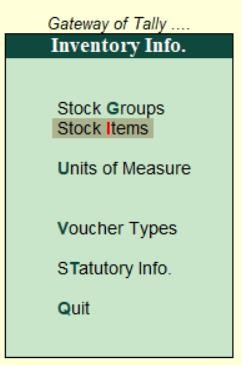 Gateway of Tally ....
Inventory Info.
Stock Groups
Stock Items
Units of Measure
Voucher Types
STatutory Info.
Quit